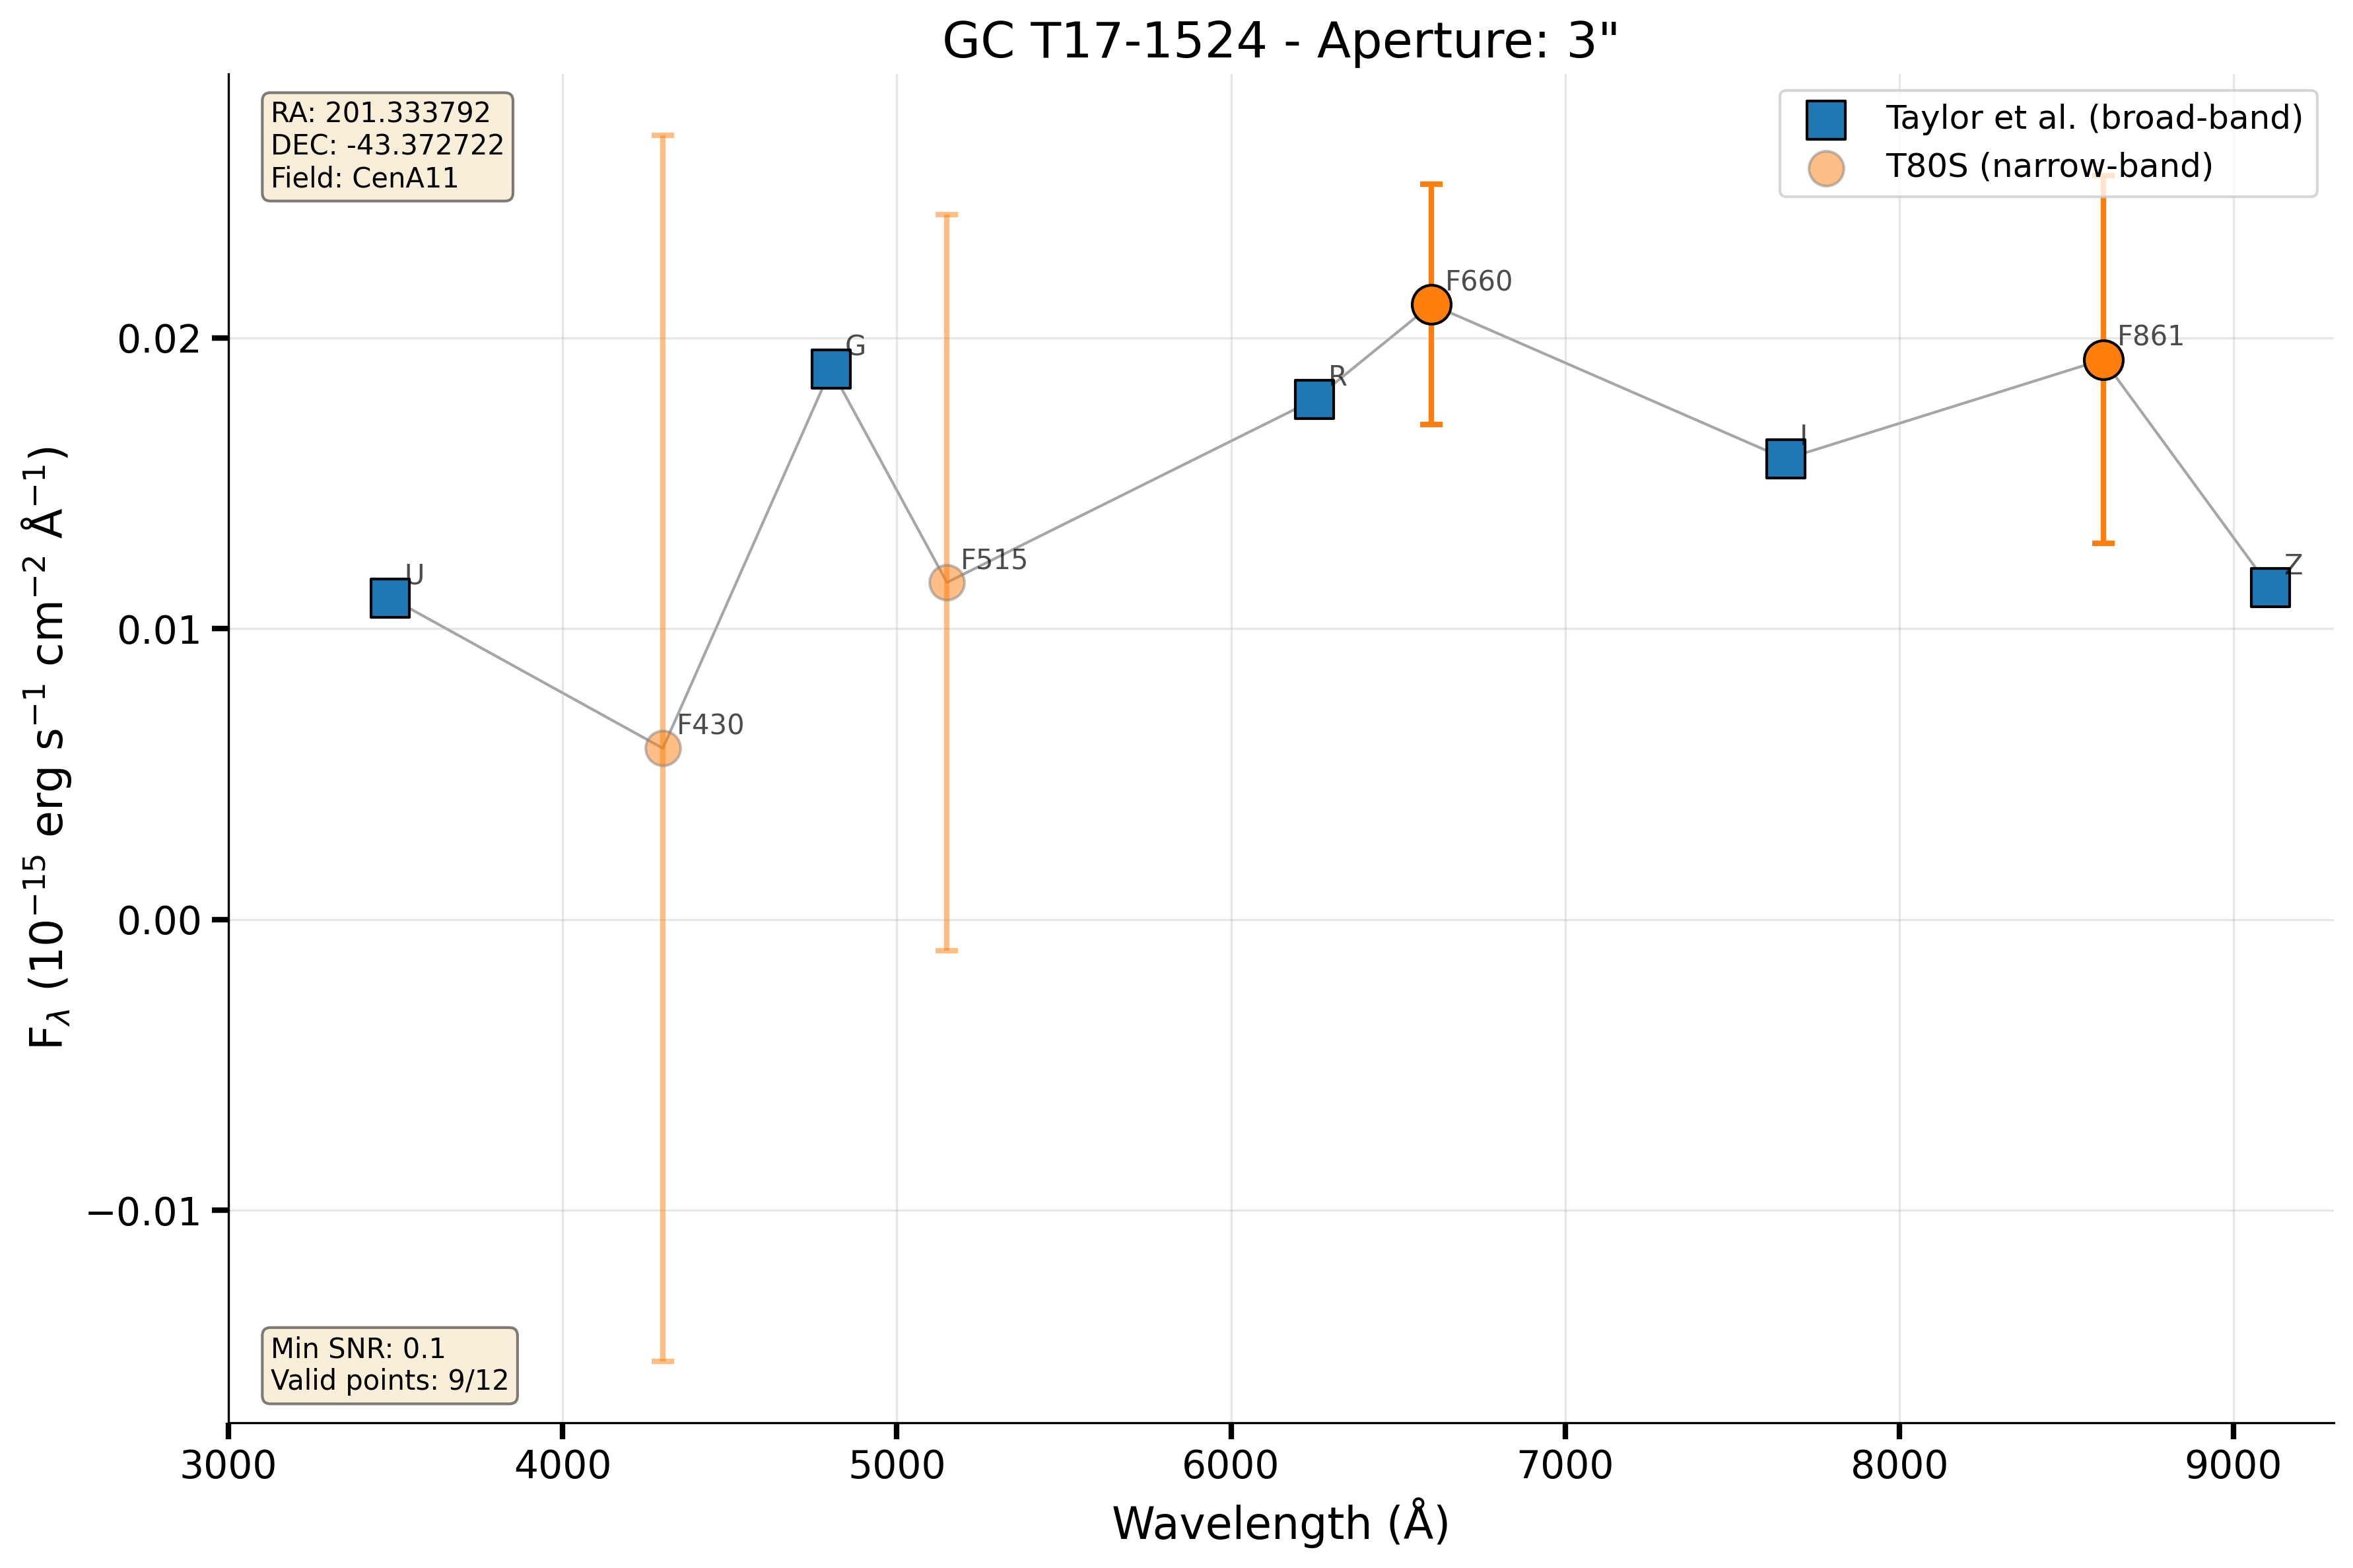 GC T17-1524 - Aperture: 3"
RA: 201.333792
DEC: -43.372722
Field: CenA11
Taylor et al. (broad-band)
T80S (narrow-band)
F660
F861
G
R
I
F515
U
Z
F430
0.02
0.01
0.00
−0.01
F_λ (10⁻¹⁵ erg s⁻¹ cm⁻² Å⁻¹)
Min SNR: 0.1
Valid points: 9/12
3000 4000 5000 6000 7000 8000 9000
Wavelength (Å)